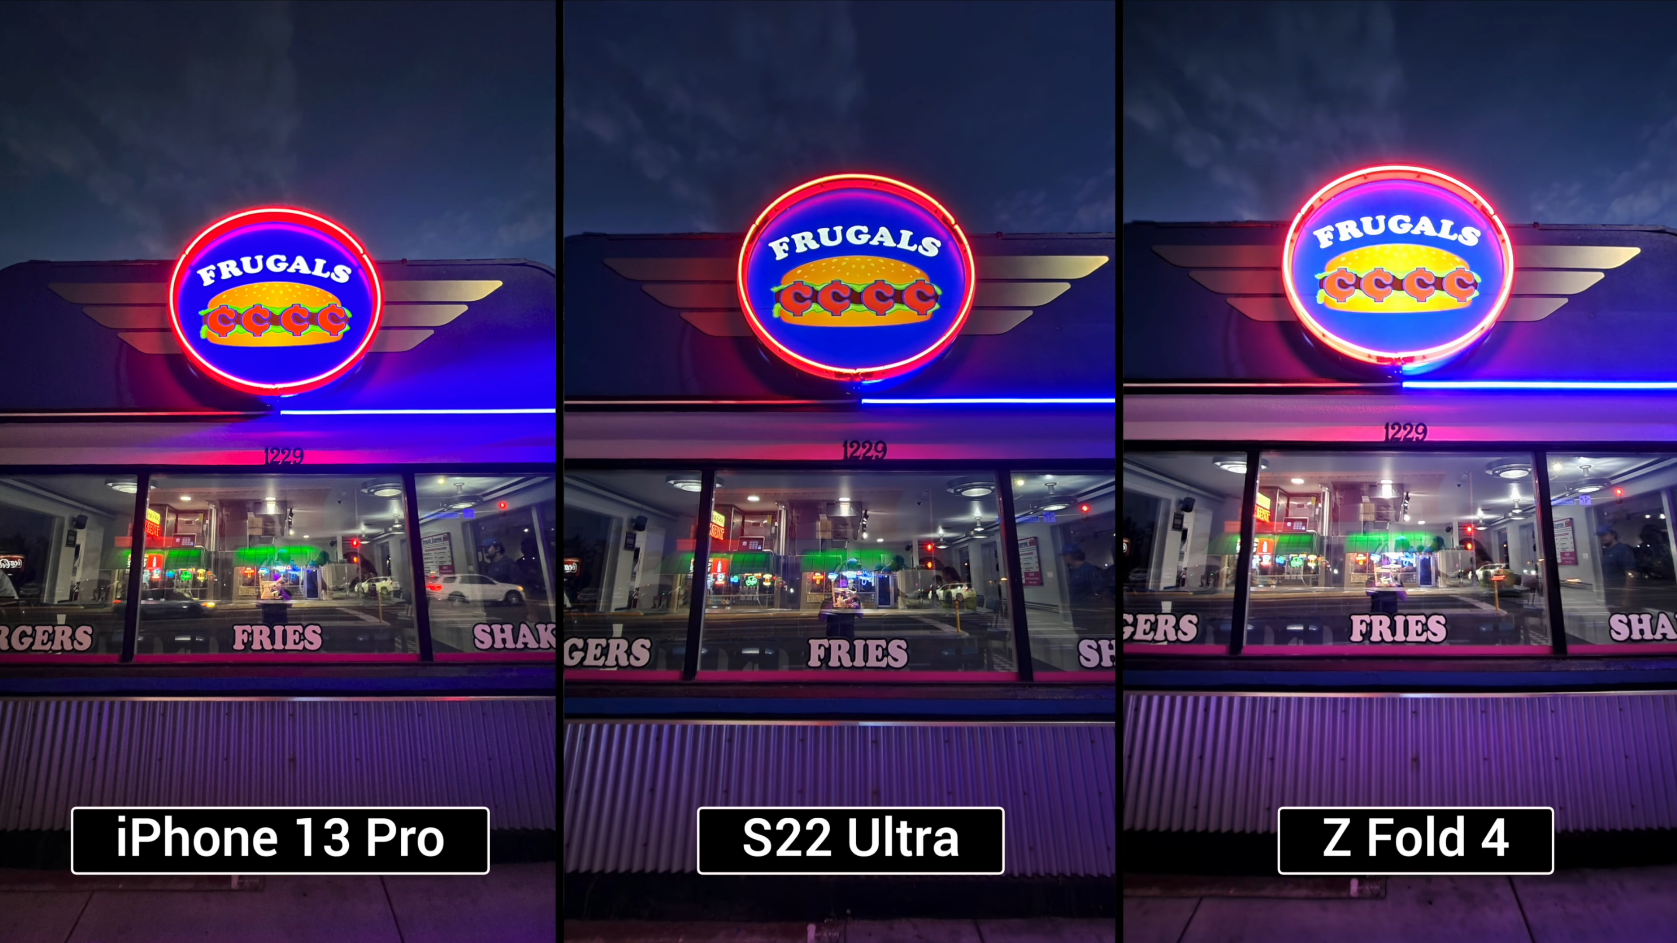 FRUGALS
¢¢¢¢
1229
RGERS
FRIES
SHAK
iPhone 13 Pro
FRUGALS
¢¢¢¢
1229
GERS
FRIES
SH
S22 Ultra
FRUGALS
¢¢¢¢
1229
GERS
FRIES
SHA
Z Fold 4